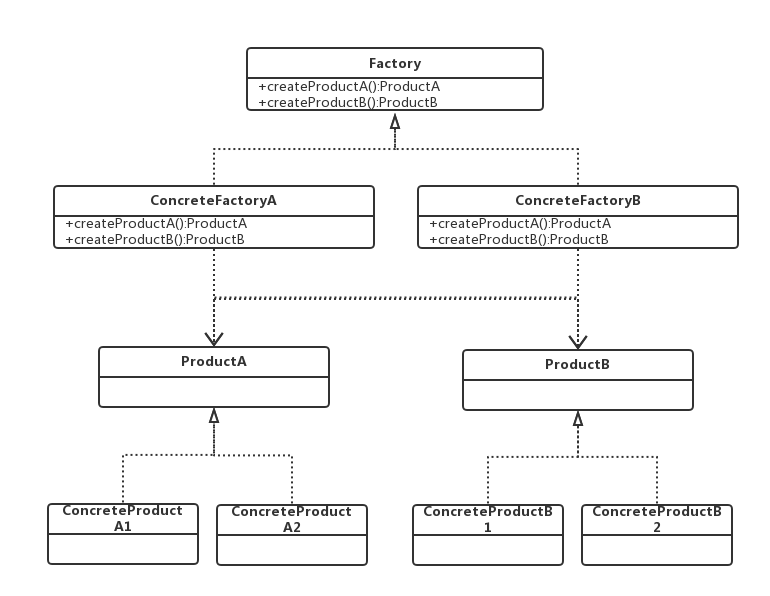 Factory
+createProductA():ProductA
+createProductB():ProductB
ConcreteFactoryA
+createProductA():ProductA
+createProductB():ProductB
ConcreteFactoryB
+createProductA():ProductA
+createProductB():ProductB
ProductA
ProductB
ConcreteProduct
A1
ConcreteProduct
A2
ConcreteProductB
1
ConcreteProductB
2